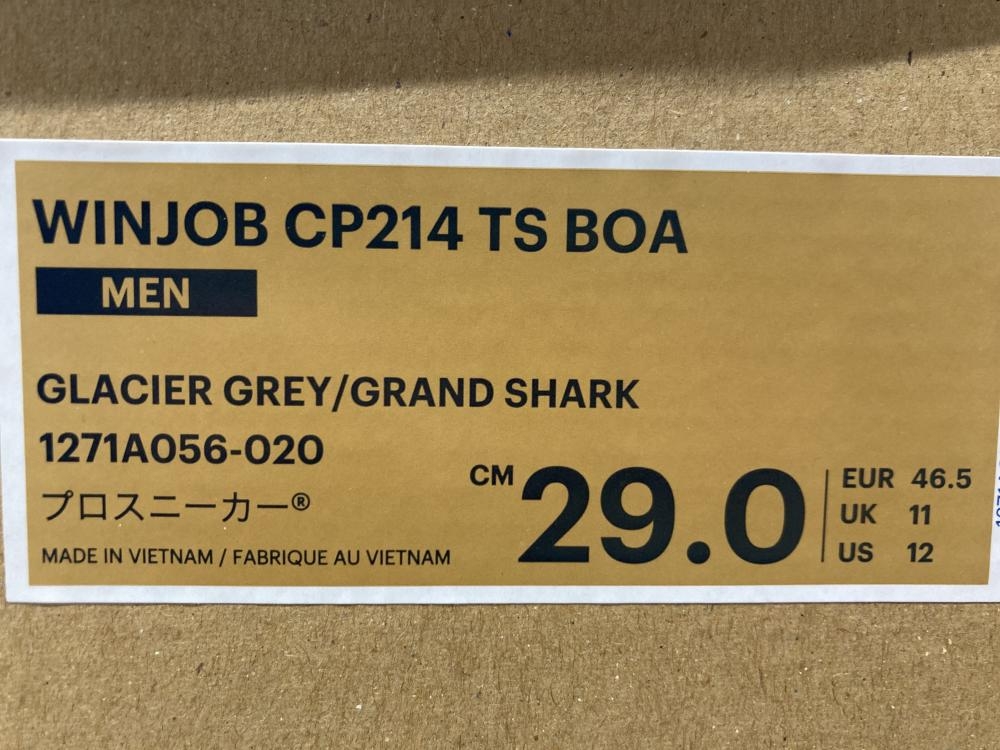 WINJOB CP214 TS BOA
MEN
GLACIER GREY/GRAND SHARK
1271A056-020
プロスニーカー®
MADE IN VIETNAM / FABRIQUE AU VIETNAM
CM 29.0
EUR 46.5
UK 11
US 12